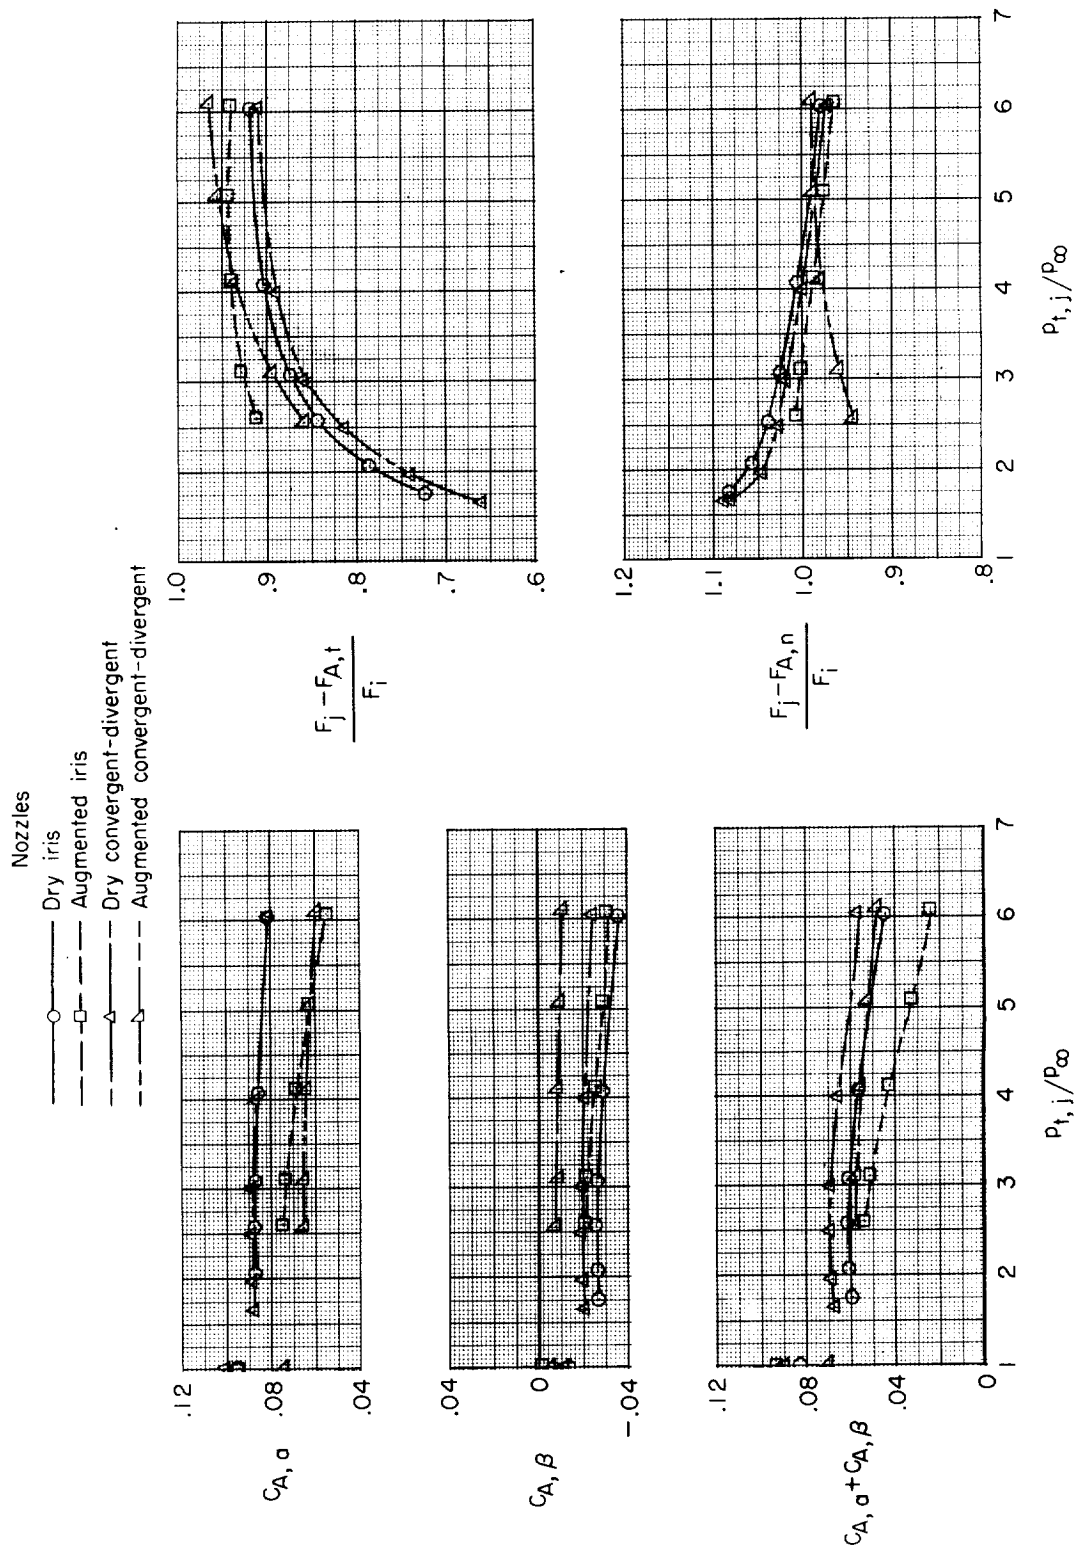 Nozzles
Dry iris
Augmented iris
Dry convergent-divergent
Augmented convergent-divergent
.12
.08
.04
C_A,a
.04
0
-.04
C_A,β
.12
.08
.04
0
C_A,a + C_A,β
1 2 3 4 5 6 7
p_t,j/p_∞
1.0
.9
.8
.7
.6
F_j - F_A,t
F_i
1.2
1.1
1.0
.9
.8
F_j - F_A,n
F_i
1 2 3 4 5 6 7
p_t,j/p_∞